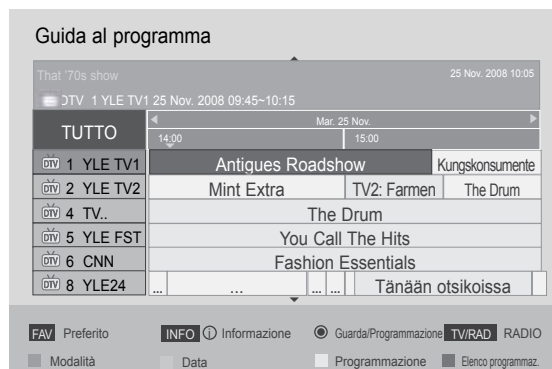 Guida al programma
That '70s show 25 Nov. 2008 10:05
DTV 1 YLE TV1 25 Nov. 2008 09:45~10:15
TUTTO
Mar. 25 Nov.
14:00 15:00
DTV 1 YLE TV1 Antigues Roadshow Kungskonsumente
DTV 2 YLE TV2 Mint Extra TV2: Farmen The Drum
DTV 4 TV.. The Drum
DTV 5 YLE FST You Call The Hits
DTV 6 CNN Fashion Essentials
DTV 8 YLE24 ... ... ... ... Tänään otsikoissa
FAV Preferito INFO i Informazione Guarda/Programmazione TV/RAD RADIO
Modalità Data Programmazione Elenco programmaz.